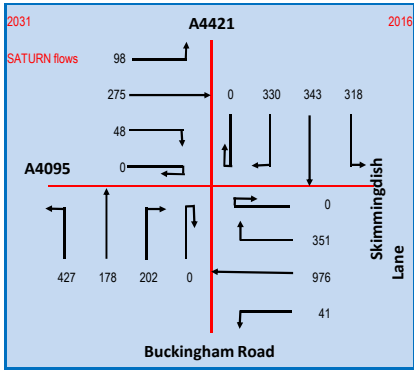 2031
A4421
2016
SATURN flows
98
275
0 330 343 318
48
A4095
0
0
351
976
41
427 178 202 0
Skimmingdish
Lane
Buckingham Road